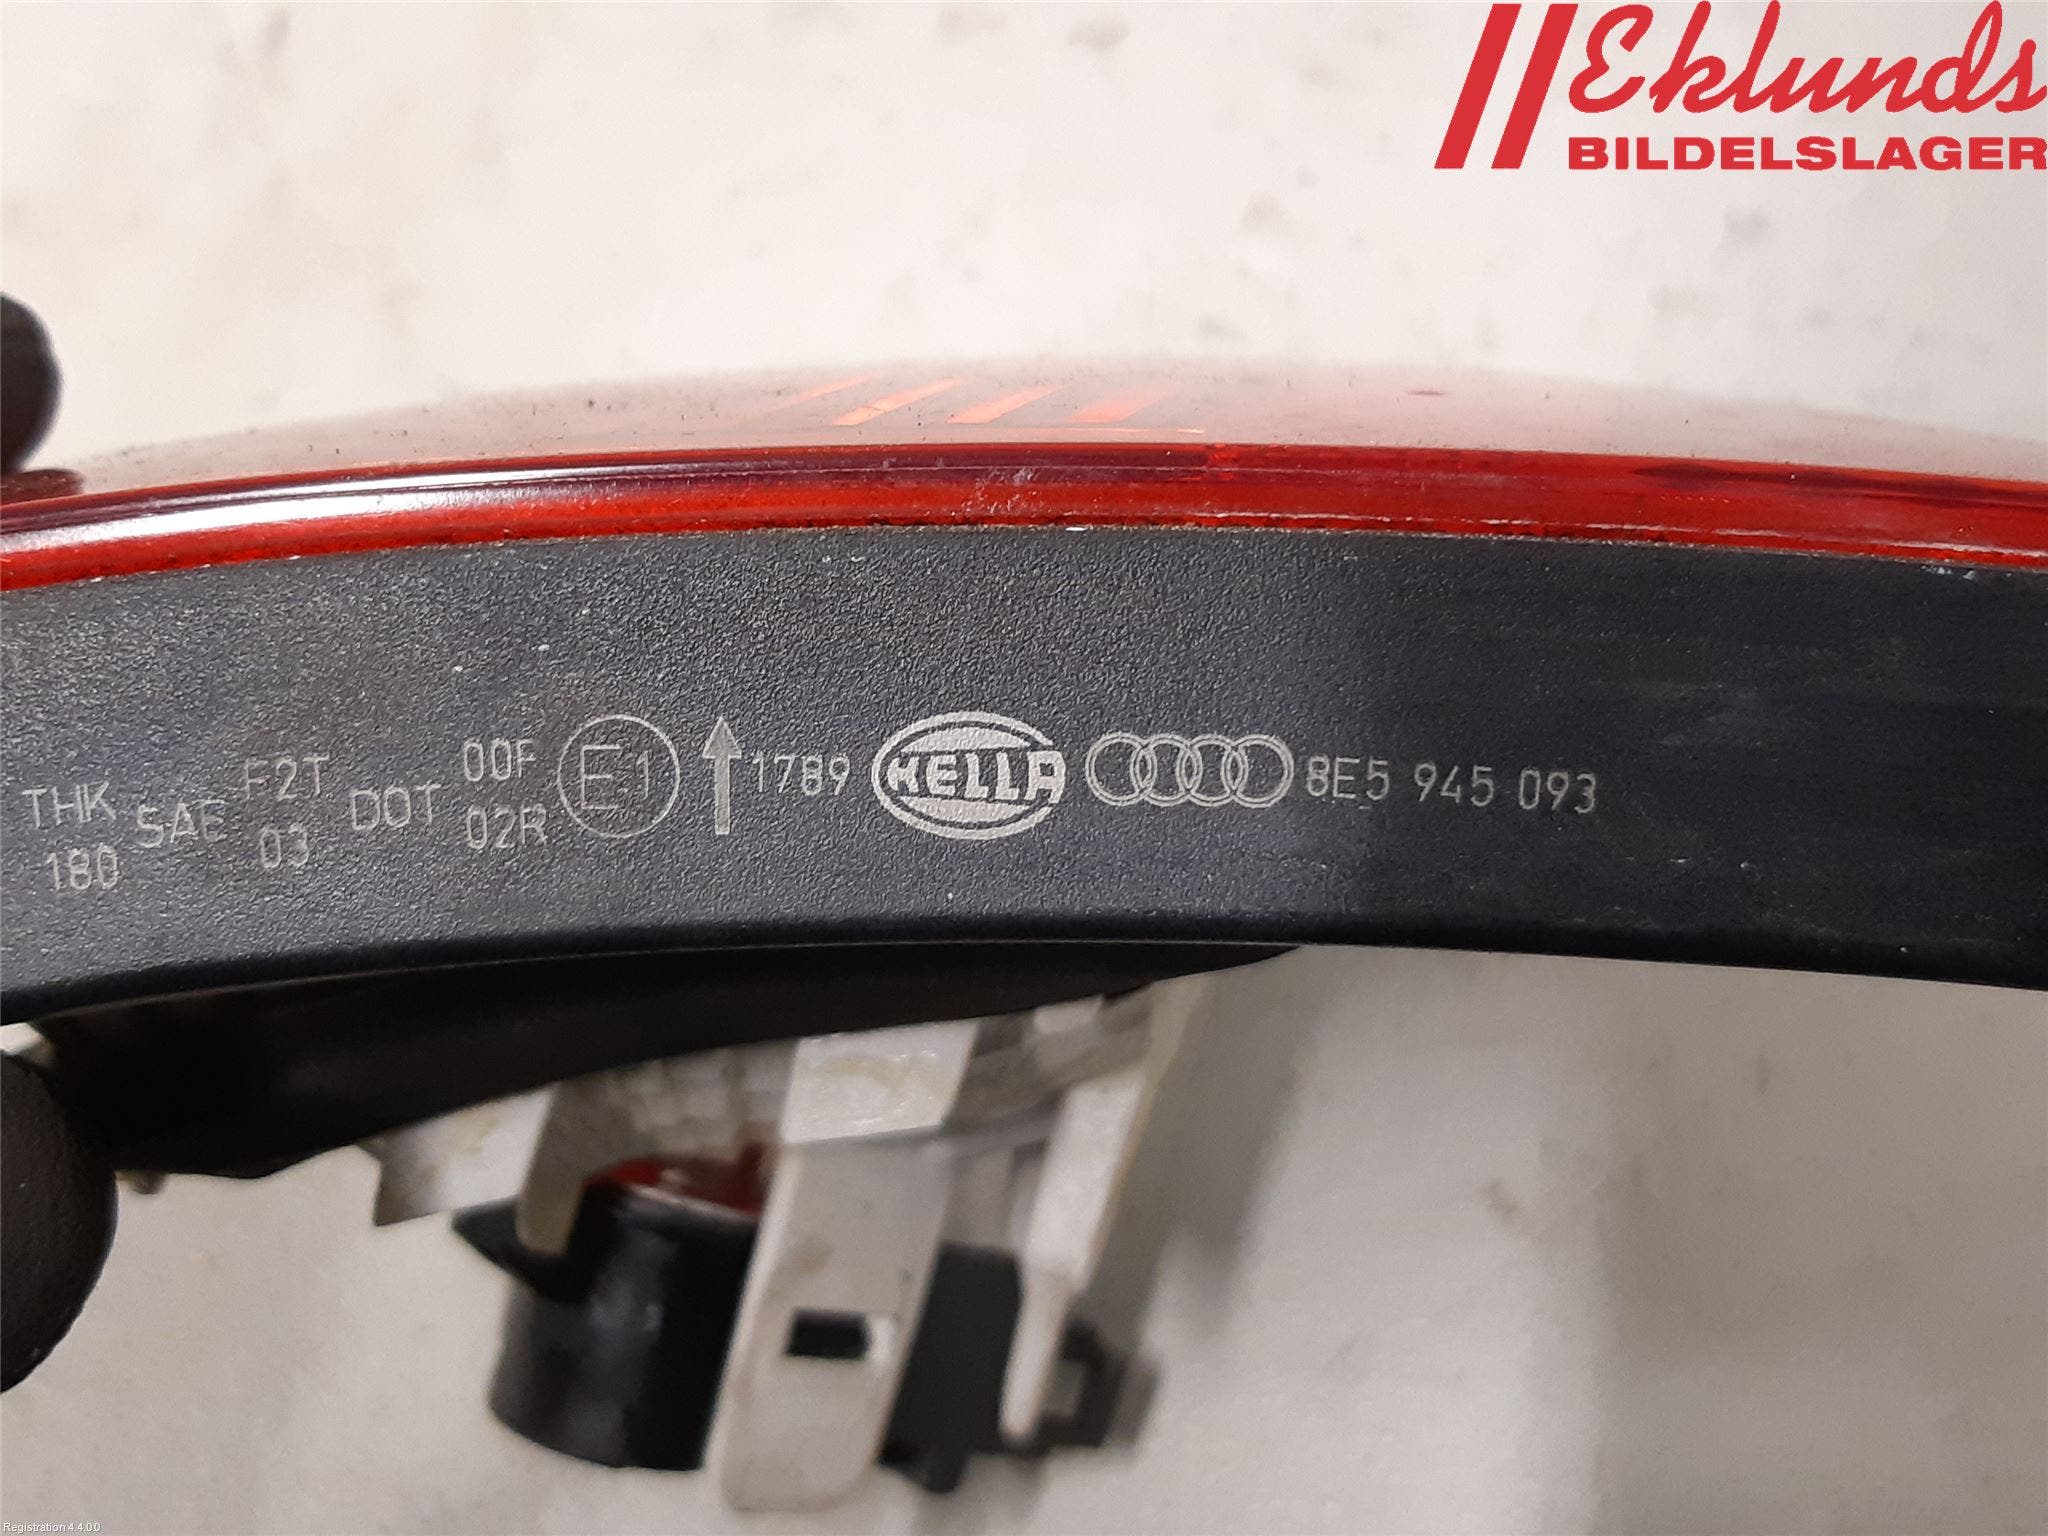 Eklunds
BILDELSLAGER
THK 180 SAE F2T 03 DOT 00F 02R E1 1789 HELLA 8E5 945 093
Registration 4.4.0.0